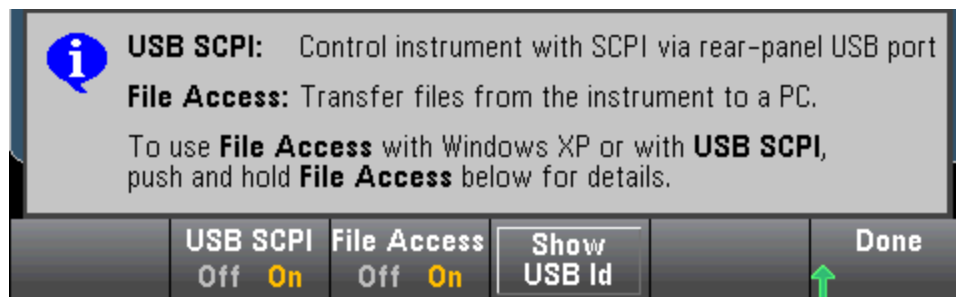 USB SCPI: Control instrument with SCPI via rear-panel USB port
File Access: Transfer files from the instrument to a PC.
To use File Access with Windows XP or with USB SCPI,
push and hold File Access below for details.
USB SCPI File Access Show Done
Off On Off On USB Id